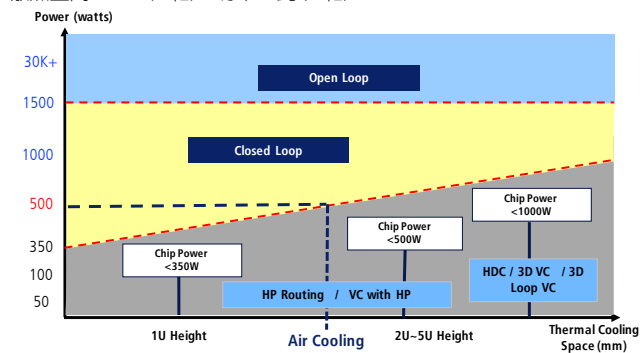 Power (watts)
30K+
Open Loop
1500
Closed Loop
1000
500
Chip Power
<1000W
Chip Power
<500W
350
Chip Power
<350W
100
HDC / 3D VC / 3D
Loop VC
HP Routing / VC with HP
50
1U Height
Air Cooling
2U~5U Height
Thermal Cooling
Space (mm)